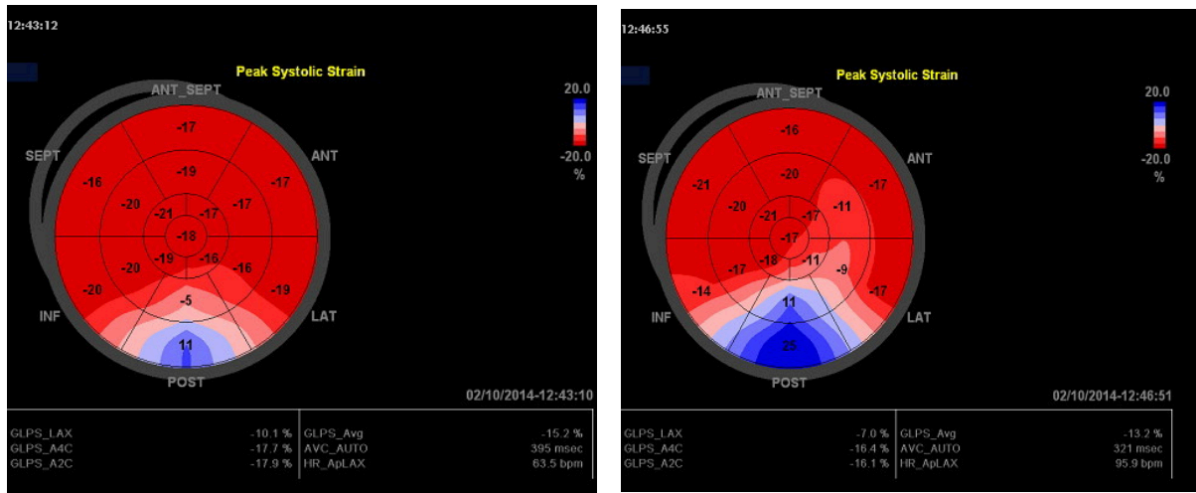 12:43:12
Peak Systolic Strain
ANT_SEPT
20.0
-17
SEPT
ANT
-20.0
%
-19
-16
-17
-20
-17
-21
-17
-18
-19
-16
-20
-16
-20
-19
-5
INF
LAT
11
POST
02/10/2014-12:43:10
GLPS_LAX -10.1 % GLPS_Avg -15.2 %
GLPS_A4C -17.7 % AVC_AUTO 395 msec
GLPS_A2C -17.9 % HR_ApLAX 63.5 bpm
12:46:55
Peak Systolic Strain
ANT_SEPT
20.0
-16
SEPT
ANT
-20.0
%
-20
-21
-17
-20
-11
-21
-17
-17
-18
-11
-17
-9
-14
-17
11
INF
LAT
25
POST
02/10/2014-12:46:51
GLPS_LAX -7.0 % GLPS_Avg -13.2 %
GLPS_A4C -16.4 % AVC_AUTO 321 msec
GLPS_A2C -16.1 % HR_ApLAX 95.9 bpm